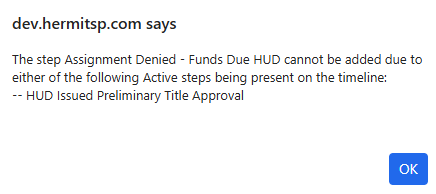 dev.hermitsp.com says
The step Assignment Denied - Funds Due HUD cannot be added due to
either of the following Active steps being present on the timeline:
-- HUD Issued Preliminary Title Approval
OK